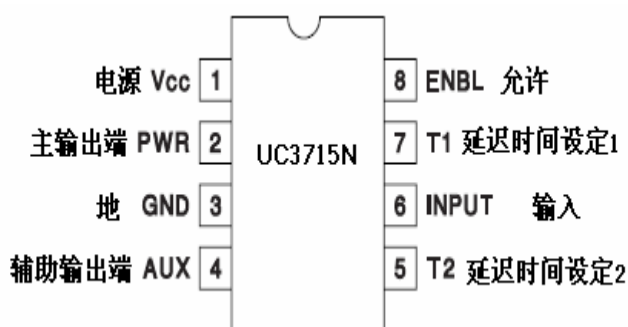 电源 Vcc 1 8 ENBL 允许
主输出端 PWR 2 7 T1 延迟时间设定1
UC3715N
地 GND 3 6 INPUT 输入
辅助输出端 AUX 4 5 T2 延迟时间设定2